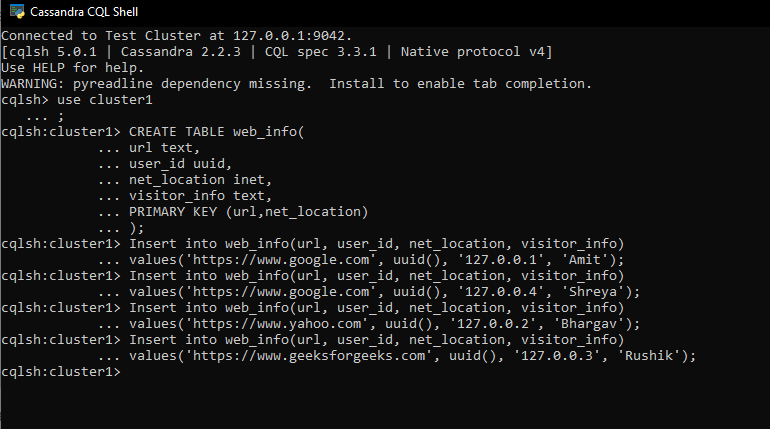 Cassandra CQL Shell
Connected to Test Cluster at 127.0.0.1:9042.
[cqlsh 5.0.1 | Cassandra 2.2.3 | CQL spec 3.3.1 | Native protocol v4]
Use HELP for help.
WARNING: pyreadline dependency missing.  Install to enable tab completion.
cqlsh> use cluster1
   ... ;
cqlsh:cluster1> CREATE TABLE web_info(
            ... url text,
            ... user_id uuid,
            ... net_location inet,
            ... visitor_info text,
            ... PRIMARY KEY (url,net_location)
            ... );
cqlsh:cluster1> Insert into web_info(url, user_id, net_location, visitor_info)
            ... values('https://www.google.com', uuid(), '127.0.0.1', 'Amit');
cqlsh:cluster1> Insert into web_info(url, user_id, net_location, visitor_info)
            ... values('https://www.google.com', uuid(), '127.0.0.4', 'Shreya');
cqlsh:cluster1> Insert into web_info(url, user_id, net_location, visitor_info)
            ... values('https://www.yahoo.com', uuid(), '127.0.0.2', 'Bhargav');
cqlsh:cluster1> Insert into web_info(url, user_id, net_location, visitor_info)
            ... values('https://www.geeksforgeeks.com', uuid(), '127.0.0.3', 'Rushik');
cqlsh:cluster1>